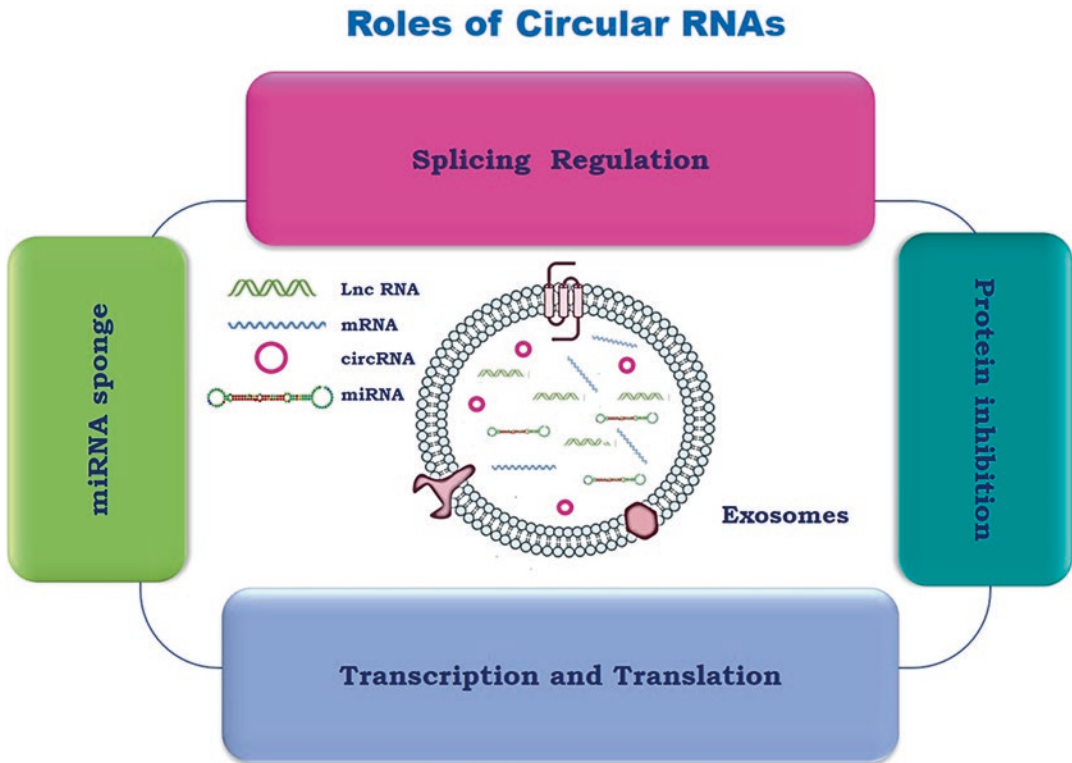 Roles of Circular RNAs
Splicing Regulation
miRNA sponge
Lnc RNA
mRNA
circRNA
miRNA
Exosomes
Protein inhibition
Transcription and Translation